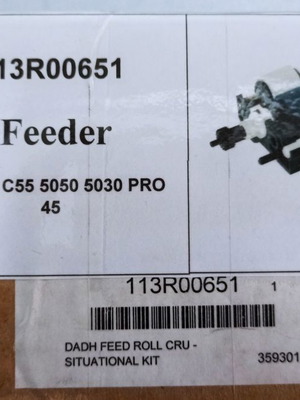 13R00651
Feeder
C55 5050 5030 PRO
45
113R00651 1
DADH FEED ROLL CRU -
SITUATIONAL KIT 359301